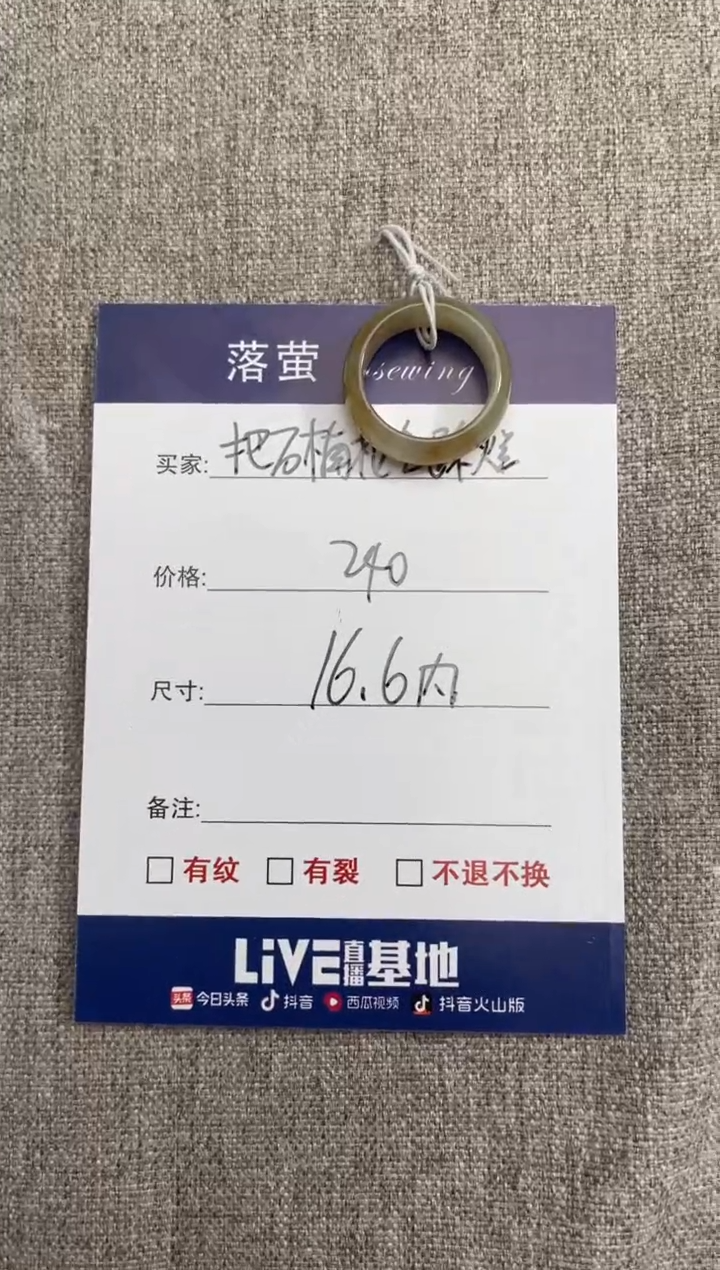 落萤 sewing
买家: 把石楠花
价格: 240
尺寸: 16.6内
备注:
有纹 有裂 不退不换
LiVE直播基地
头条 今日头条 抖音 西瓜视频 抖音火山版